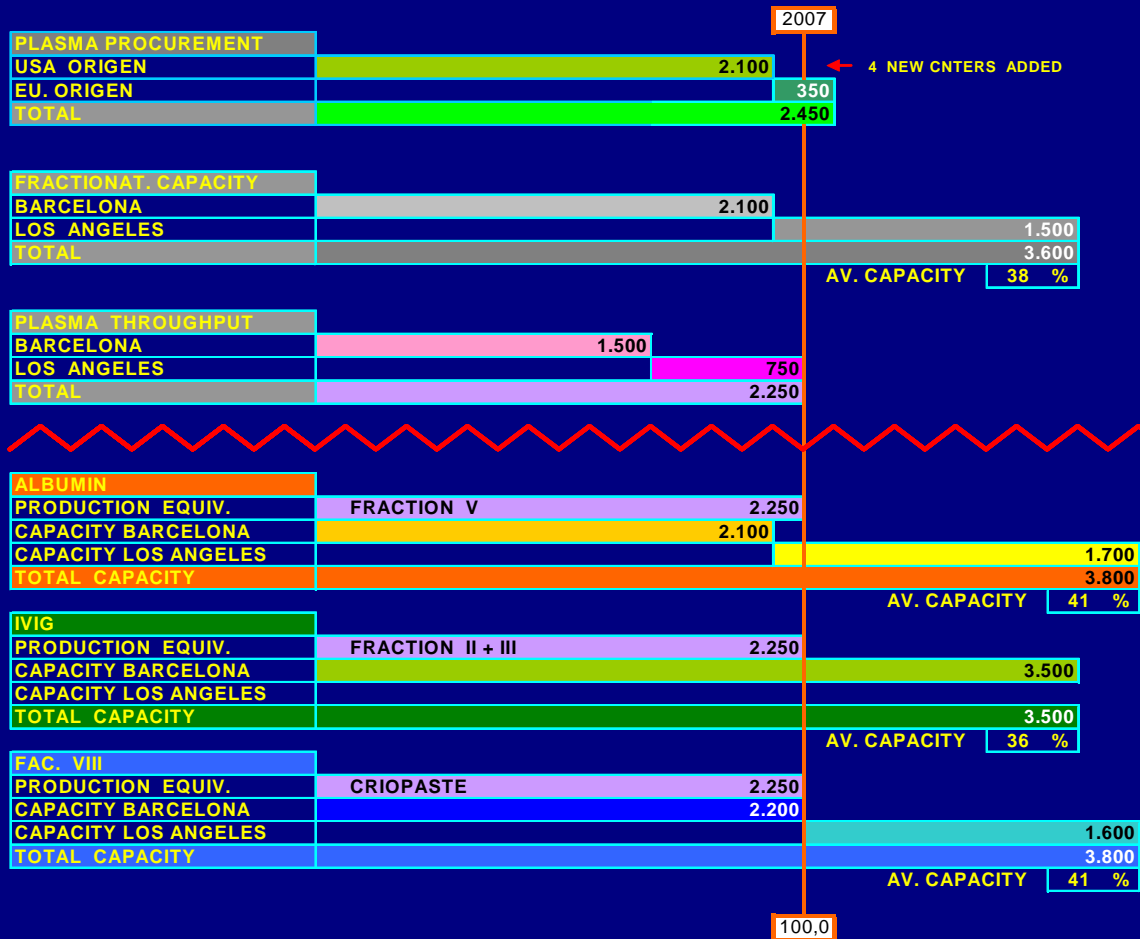 2007
PLASMA PROCUREMENT
USA ORIGEN 2.100 4 NEW CNTERS ADDED
EU. ORIGEN 350
TOTAL 2.450
FRACTIONAT. CAPACITY
BARCELONA 2.100
LOS ANGELES 1.500
TOTAL 3.600
AV. CAPACITY 38 %
PLASMA THROUGHPUT
BARCELONA 1.500
LOS ANGELES 750
TOTAL 2.250
ALBUMIN
PRODUCTION EQUIV. FRACTION V 2.250
CAPACITY BARCELONA 2.100
CAPACITY LOS ANGELES 1.700
TOTAL CAPACITY 3.800
AV. CAPACITY 41 %
IVIG
PRODUCTION EQUIV. FRACTION II + III 2.250
CAPACITY BARCELONA 3.500
CAPACITY LOS ANGELES
TOTAL CAPACITY 3.500
AV. CAPACITY 36 %
FAC. VIII
PRODUCTION EQUIV. CRIOPASTE 2.250
CAPACITY BARCELONA 2.200
CAPACITY LOS ANGELES 1.600
TOTAL CAPACITY 3.800
AV. CAPACITY 41 %
100,0